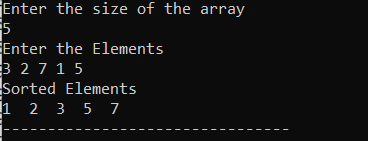 Enter the size of the array
5
Enter the Elements
3 2 7 1 5
Sorted Elements
1  2  3  5  7
--------------------------------